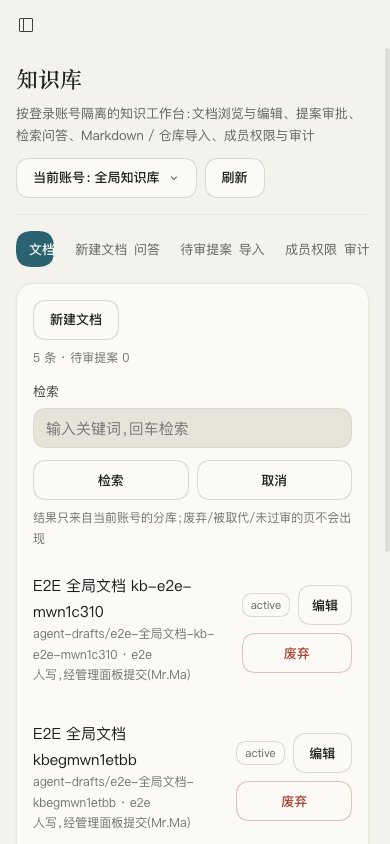 知识库
按登录账号隔离的知识工作台:文档浏览与编辑、提案审批、
检索问答、Markdown / 仓库导入、成员权限与审计
当前账号: 全局知识库
刷新
文档 新建文档 问答 待审提案 导入 成员权限 审计
新建文档
5 条 · 待审提案 0
检索
输入关键词,回车检索
检索 取消
结果只来自当前账号的分库;废弃/被取代/未过审的页不会出
现
E2E 全局文档 kb-e2e-
mwn1c310
agent-drafts/e2e-全局文档-kb-
e2e-mwn1c310 · e2e
人写,经管理面板提交(Mr.Ma)
active 编辑
废弃
E2E 全局文档
kbegmwn1etbb
agent-drafts/e2e-全局文档-
kbegmwn1etbb · e2e
人写,经管理面板提交(Mr.Ma)
active 编辑
废弃